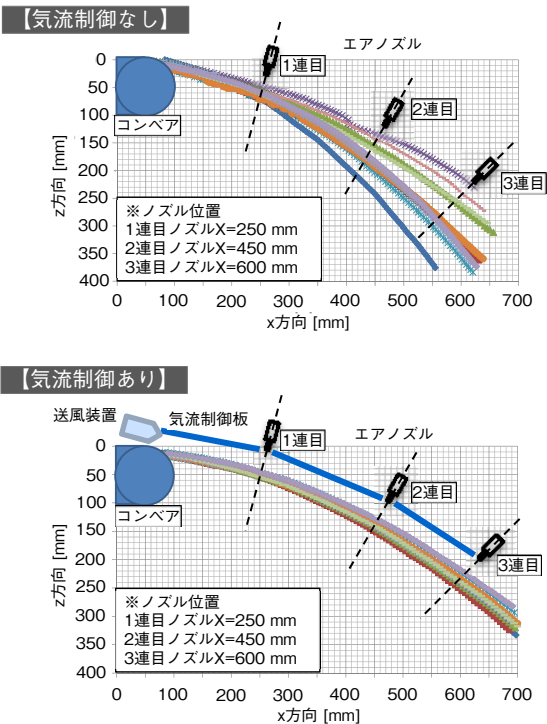 【気流制御なし】
エアノズル
1連目
2連目
3連目
コンベア
z方向 [mm]
0
50
100
150
200
250
300
350
400
※ノズル位置
1連目ノズルX=250 mm
2連目ノズルX=450 mm
3連目ノズルX=600 mm
0 100 200 300 400 500 600 700
x方向 [mm]
【気流制御あり】
送風装置
気流制御板
エアノズル
1連目
2連目
3連目
コンベア
z方向 [mm]
0
50
100
150
200
250
300
350
400
※ノズル位置
1連目ノズルX=250 mm
2連目ノズルX=450 mm
3連目ノズルX=600 mm
0 100 200 300 400 500 600 700
x方向 [mm]